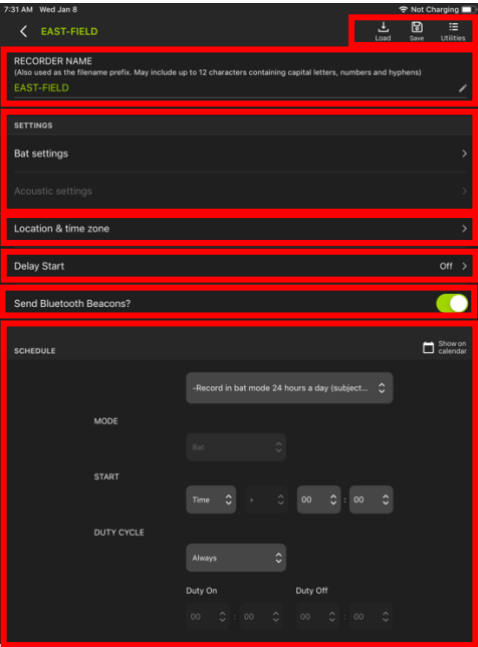 7:31 AM Wed Jan 8 Not Charging
EAST-FIELD
Load Save Utilities
RECORDER NAME
(Also used as the filename prefix. May include up to 12 characters containing capital letters, numbers and hyphens)
EAST-FIELD
SETTINGS
Bat settings
Acoustic settings
Location & time zone
Delay Start Off
Send Bluetooth Beacons?
SCHEDULE Show on
calendar
-Record in bat mode 24 hours a day (subject...
MODE
Bat
START
Time + 00 : 00
DUTY CYCLE
Always
Duty On Duty Off
00 : 00 00 : 00